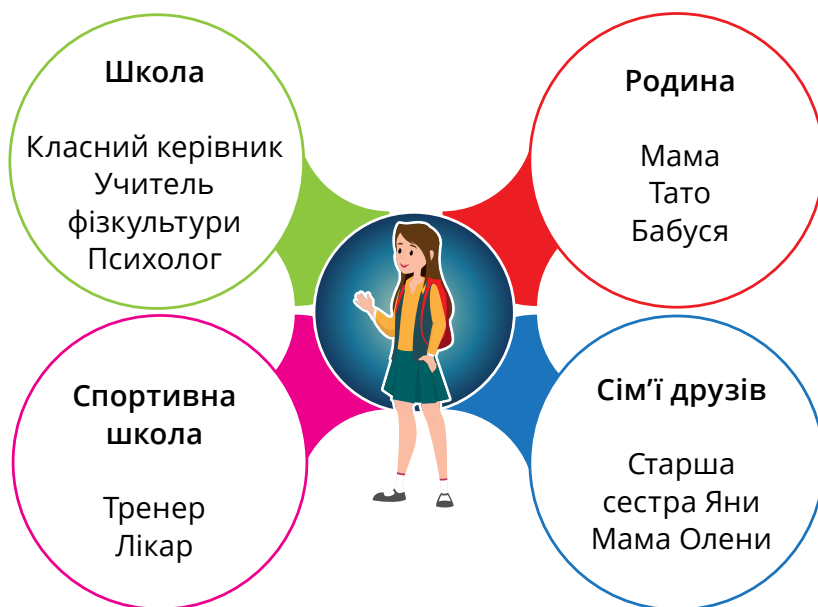 Школа
Класний керівник
Учитель
фізкультури
Психолог
Родина
Мама
Тато
Бабуся
Спортивна
школа
Тренер
Лікар
Сім’ї друзів
Старша
сестра Яни
Мама Олени